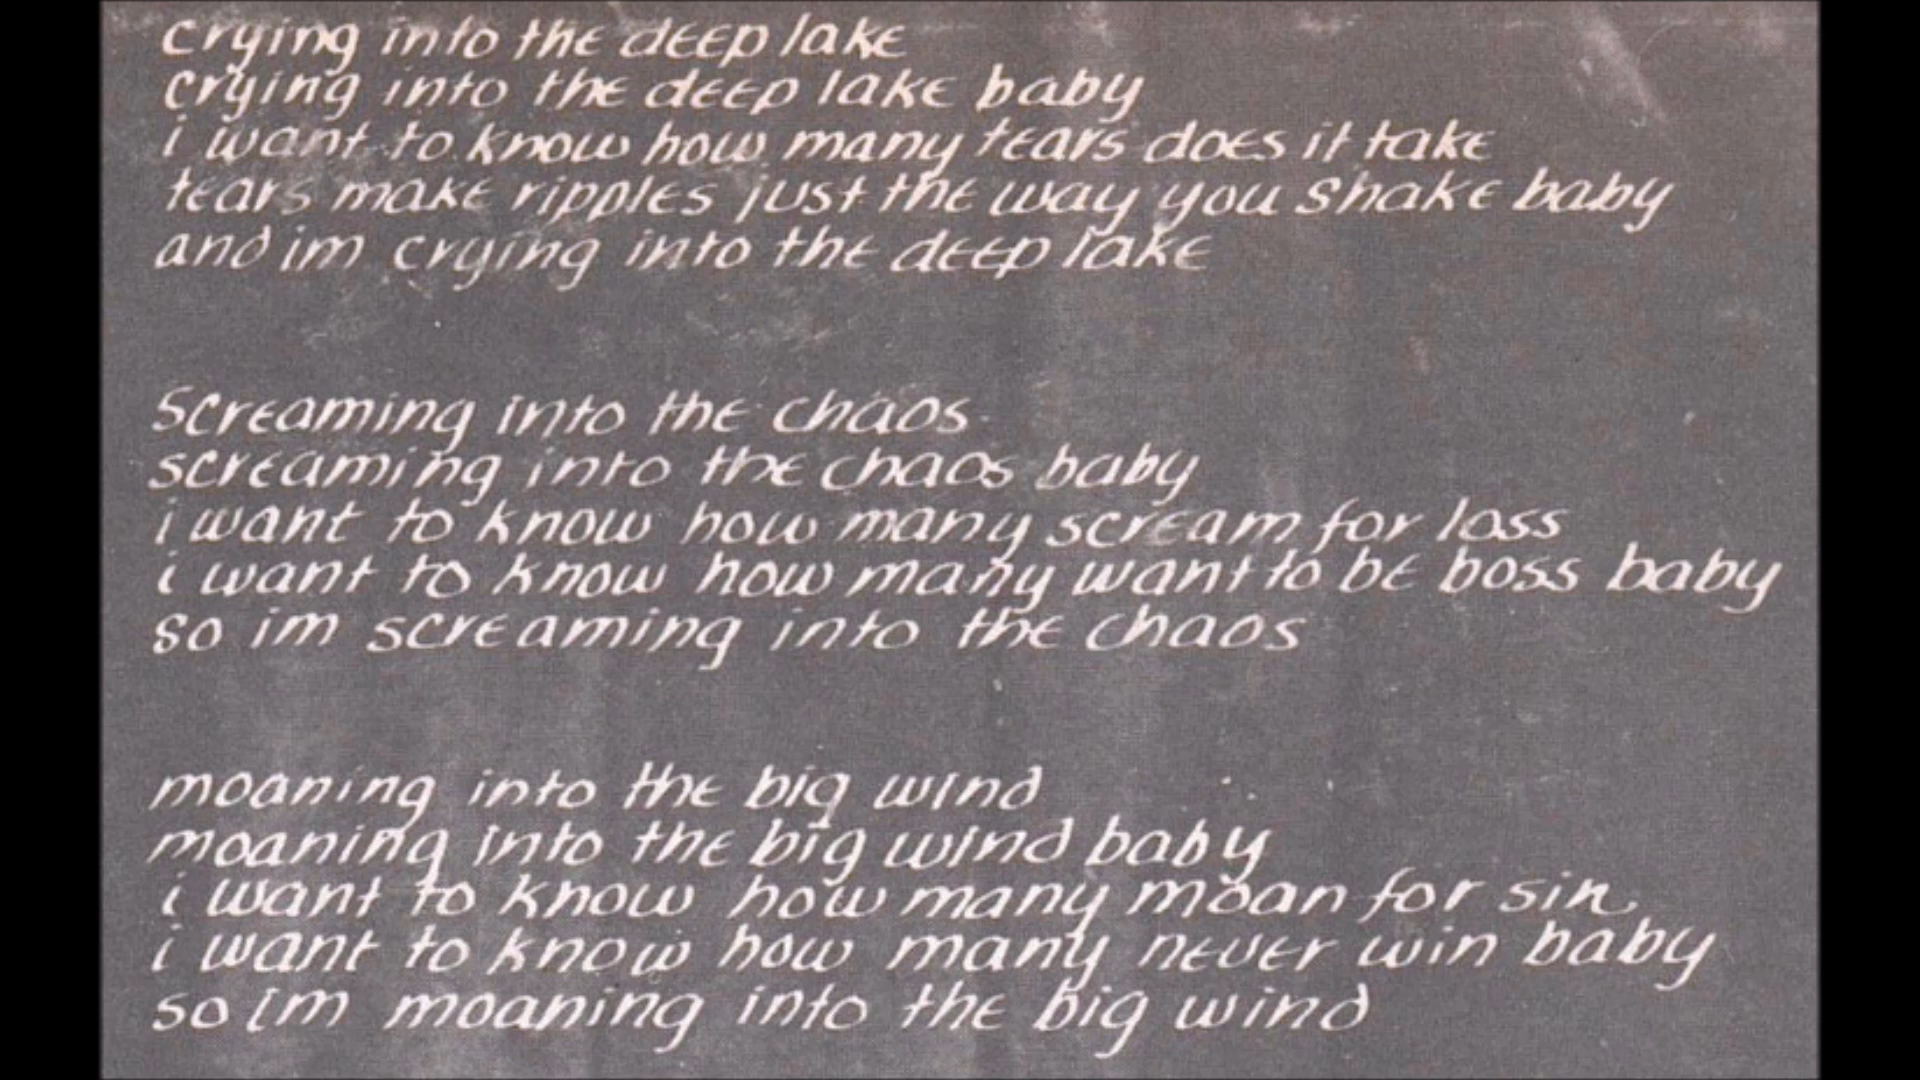 crying into the deep lake
crying into the deep lake baby
i want to know how many tears does it take
tears make ripples just the way you shake baby
and im crying into the deep lake
Screaming into the chaos
screaming into the chaos baby
i want to know how many scream for loss
i want to know how many want to be boss baby
so im screaming into the chaos
moaning into the big wind
moaning into the big wind baby
i want to know how many moan for sin
i want to know how many never win baby
so Im moaning into the big wind